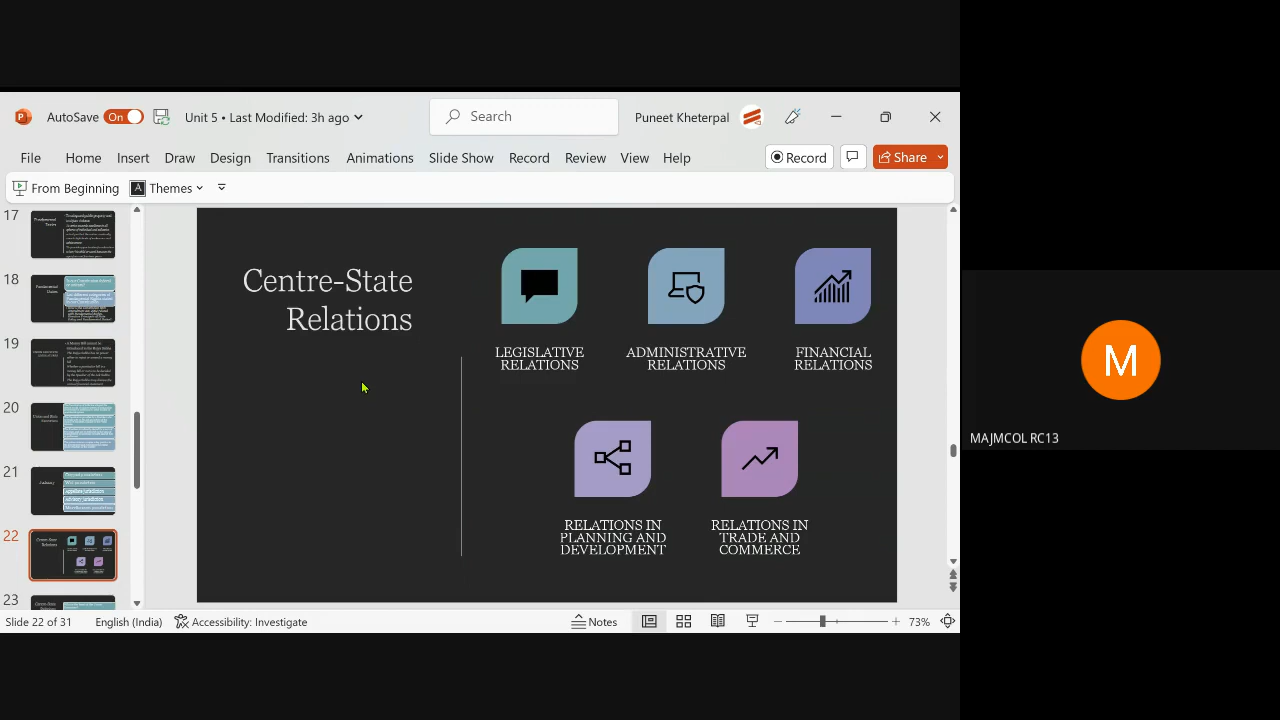 AutoSave On Unit 5 • Last Modified: 3h ago Search Puneet Kheterpal
File Home Insert Draw Design Transitions Animations Slide Show Record Review View Help Record Share
From Beginning A Themes
17
18
19
20
21
22
23
Centre-State
Relations
LEGISLATIVE
RELATIONS
ADMINISTRATIVE
RELATIONS
FINANCIAL
RELATIONS
RELATIONS IN
PLANNING AND
DEVELOPMENT
RELATIONS IN
TRADE AND
COMMERCE
M
MAJMCOL RC13
Slide 22 of 31 English (India) Accessibility: Investigate Notes 73%